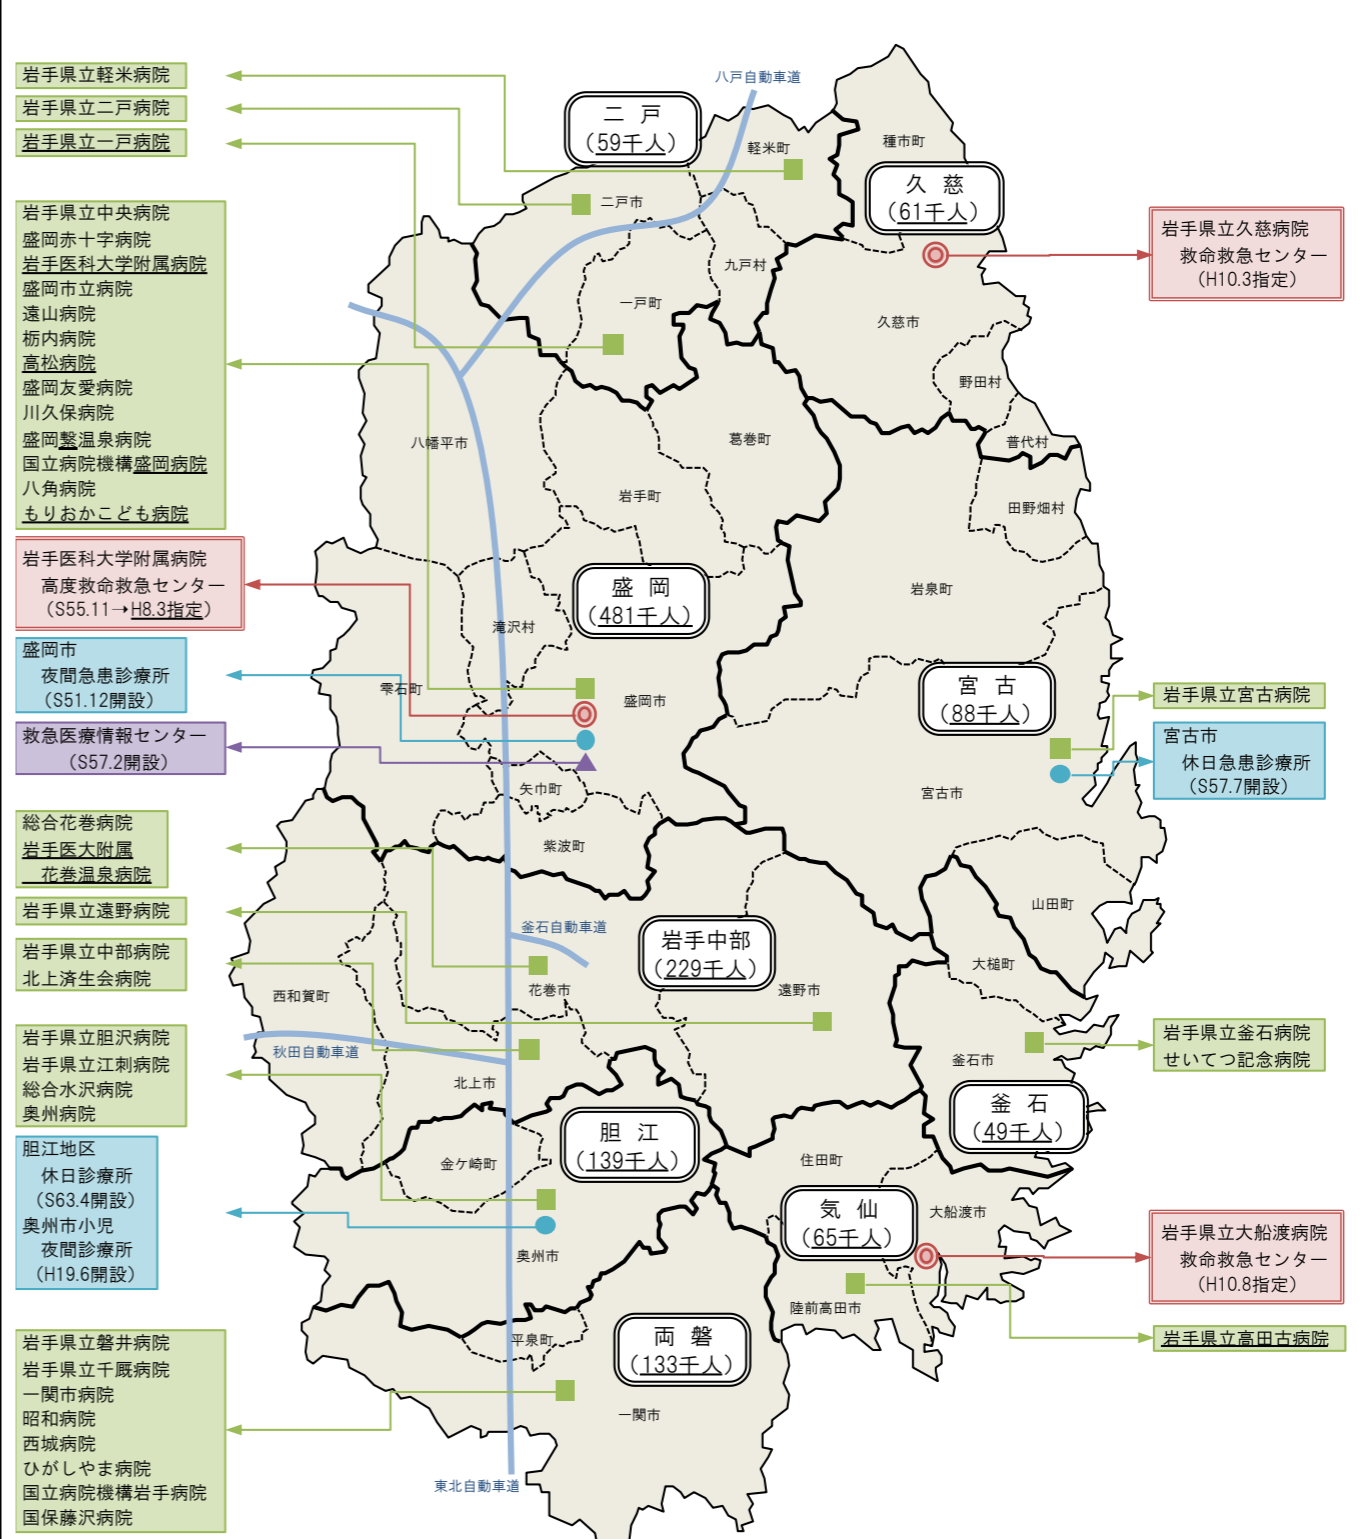 岩手県立軽米病院
岩手県立二戸病院
岩手県立一戸病院
岩手県立中央病院
盛岡赤十字病院
岩手医科大学附属病院
盛岡市立病院
遠山病院
栃内病院
高松病院
盛岡友愛病院
川久保病院
盛岡繋温泉病院
国立病院機構盛岡病院
八角病院
もりおかこども病院
岩手医科大学附属病院
高度救命救急センター
（S55.11→H8.3指定）
盛岡市
夜間急患診療所
（S51.12開設）
救急医療情報センター
（S57.2開設）
総合花巻病院
岩手医大附属
花巻温泉病院
岩手県立遠野病院
岩手県立中部病院
北上済生会病院
岩手県立胆沢病院
岩手県立江刺病院
総合水沢病院
奥州病院
胆江地区
休日診療所
（S63.4開設）
奥州市小児
夜間診療所
（H19.6開設）
岩手県立磐井病院
岩手県立千厩病院
一関市病院
昭和病院
西城病院
ひがしやま病院
国立病院機構岩手病院
国保藤沢病院
八戸自動車道
二戸
（59千人）
軽米町
種市町
久慈
（61千人）
二戸市
九戸村
一戸町
久慈市
野田村
普代村
八幡平市
葛巻町
岩手町
田野畑村
岩泉町
盛岡
（481千人）
滝沢村
雫石町
盛岡市
宮古
（88千人）
矢巾町
宮古市
紫波町
山田町
釜石自動車道
岩手中部
（229千人）
大槌町
西和賀町
花巻市
遠野市
秋田自動車道
釜石市
北上市
釜石
（49千人）
胆江
（139千人）
金ケ崎町
住田町
気仙
（65千人）
大船渡市
奥州市
陸前高田市
平泉町
両磐
（133千人）
一関市
東北自動車道
岩手県立久慈病院
救命救急センター
（H10.3指定）
岩手県立宮古病院
宮古市
休日急患診療所
（S57.7開設）
岩手県立釜石病院
せいてつ記念病院
岩手県立大船渡病院
救命救急センター
（H10.8指定）
岩手県立高田古病院